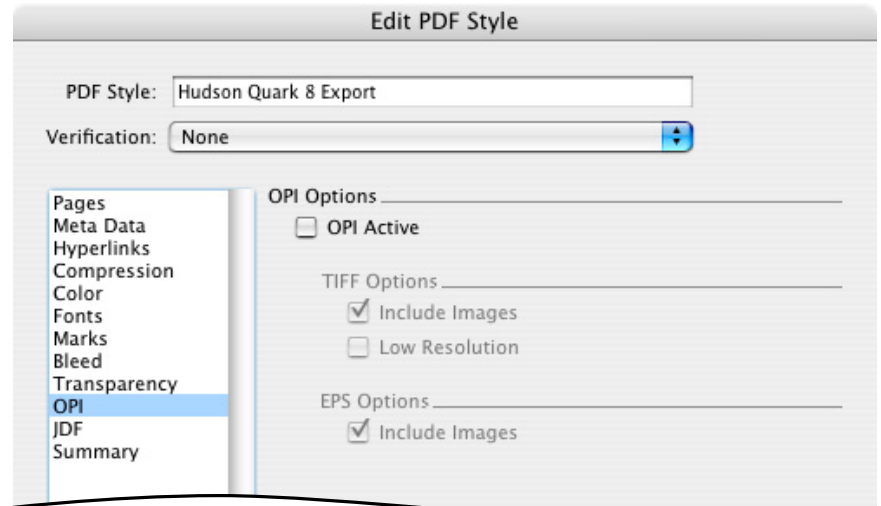 Edit PDF Style
PDF Style: Hudson Quark 8 Export
Verification: None
Pages
Meta Data
Hyperlinks
Compression
Color
Fonts
Marks
Bleed
Transparency
OPI
JDF
Summary
OPI Options
OPI Active
TIFF Options
Include Images
Low Resolution
EPS Options
Include Images